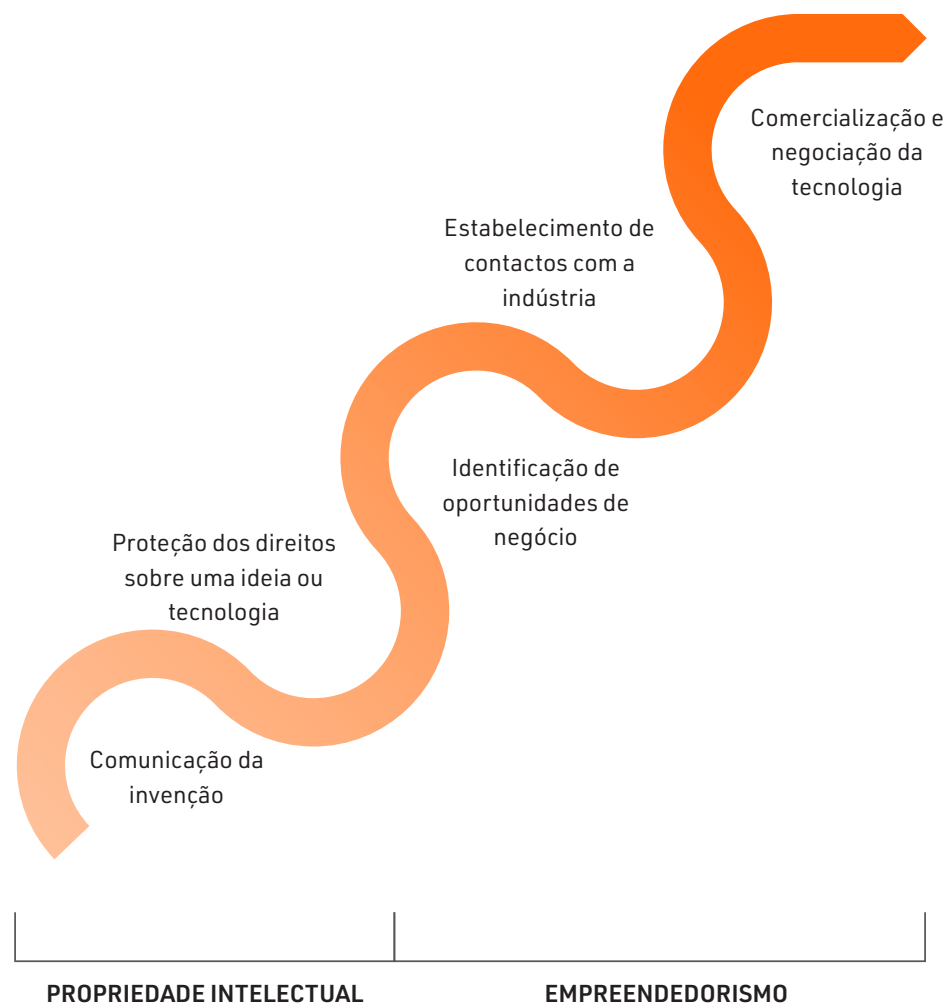 Comercialização e
negociação da
tecnologia
Estabelecimento de
contactos com a
indústria
Identificação de
oportunidades de
negócio
Proteção dos direitos
sobre uma ideia ou
tecnologia
Comunicação da
invenção
PROPRIEDADE INTELECTUAL
EMPREENDEDORISMO